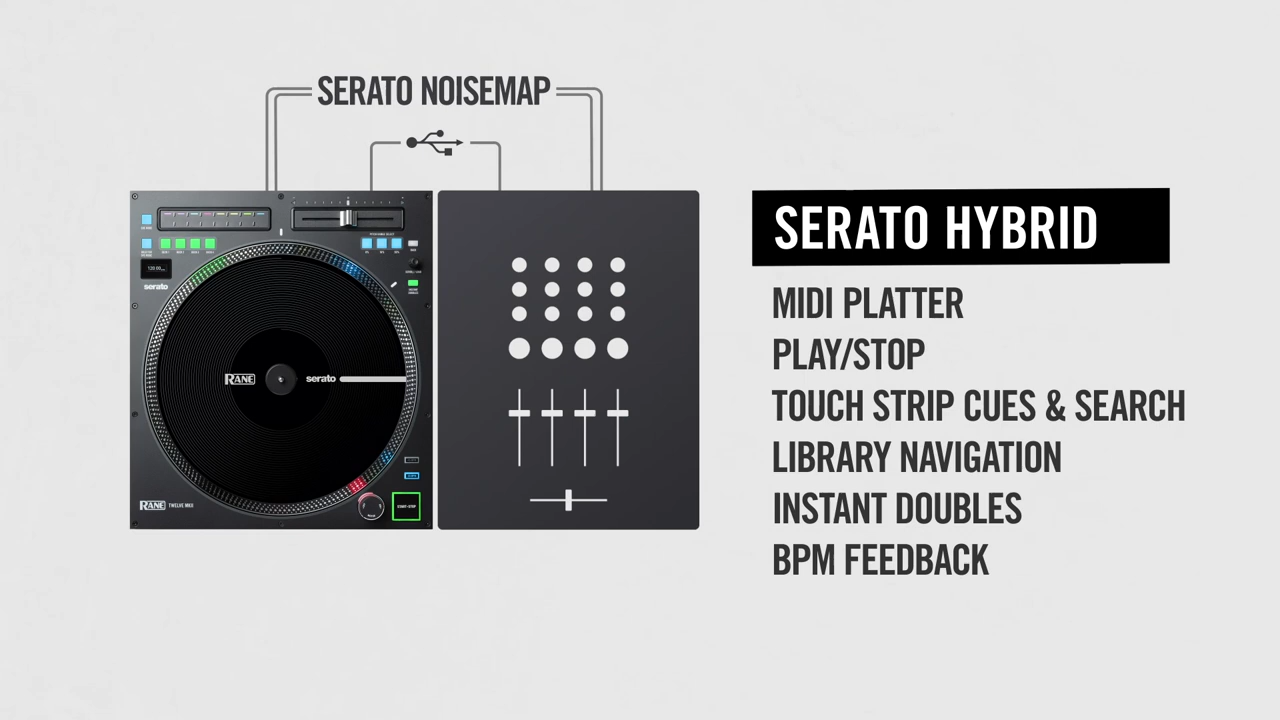 SERATO NOISEMAP
SERATO HYBRID
MIDI PLATTER
PLAY/STOP
TOUCH STRIP CUES & SEARCH
LIBRARY NAVIGATION
INSTANT DOUBLES
BPM FEEDBACK
serato
RANE serato
RANE TWELVE MKII
START•STOP